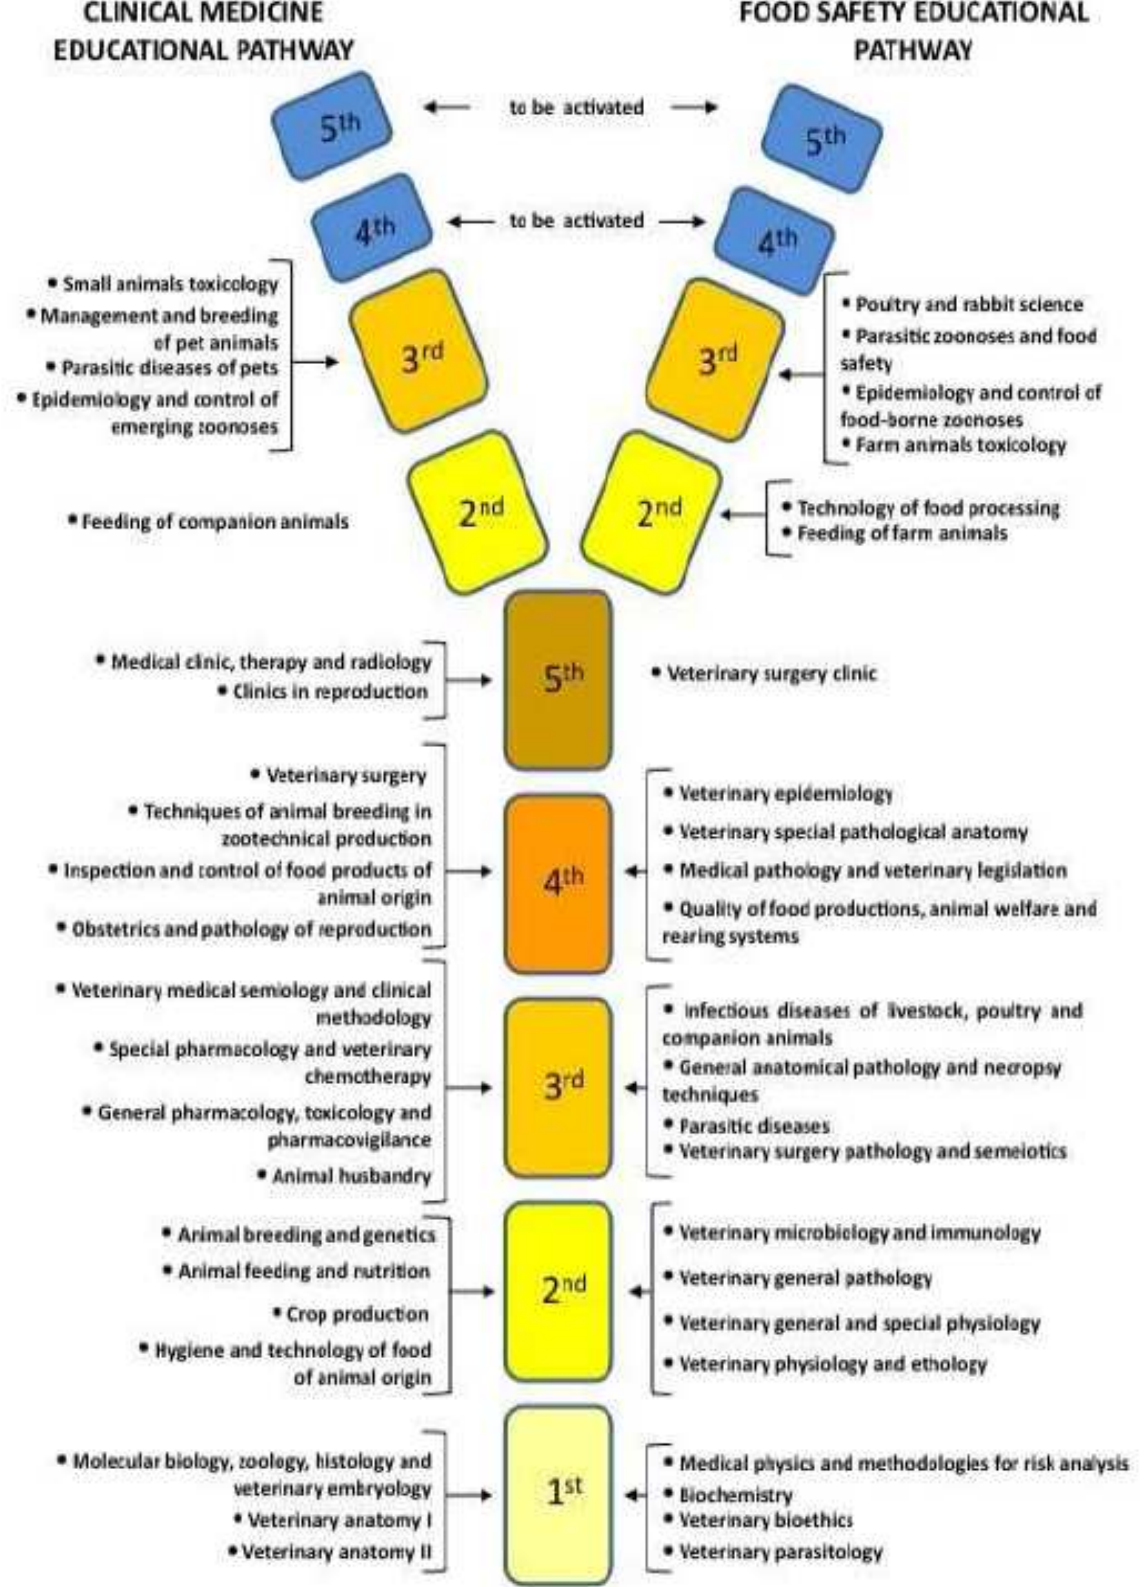 CLINICAL MEDICINE
EDUCATIONAL PATHWAY
FOOD SAFETY EDUCATIONAL
PATHWAY
5th
to be activated
5th
4th
to be activated
4th
• Small animals toxicology
• Management and breeding
of pet animals
• Parasitic diseases of pets
• Epidemiology and control of
emerging zoonoses
3rd
3rd
• Poultry and rabbit science
• Parasitic zoonoses and food
safety
• Epidemiology and control of
food-borne zoonoses
• Farm animals toxicology
• Feeding of companion animals
2nd
2nd
• Technology of food processing
• Feeding of farm animals
• Medical clinic, therapy and radiology
• Clinics in reproduction
5th
• Veterinary surgery clinic
• Veterinary surgery
• Techniques of animal breeding in
zootechnical production
• Inspection and control of food products of
animal origin
• Obstetrics and pathology of reproduction
4th
• Veterinary epidemiology
• Veterinary special pathological anatomy
• Medical pathology and veterinary legislation
• Quality of food productions, animal welfare and
rearing systems
• Veterinary medical semiology and clinical
methodology
• Special pharmacology and veterinary
chemotherapy
• General pharmacology, toxicology and
pharmacovigilance
• Animal husbandry
3rd
• Infectious diseases of livestock, poultry and
companion animals
• General anatomical pathology and necropsy
techniques
• Parasitic diseases
• Veterinary surgery pathology and semeiotics
• Animal breeding and genetics
• Animal feeding and nutrition
• Crop production
• Hygiene and technology of food
of animal origin
2nd
• Veterinary microbiology and immunology
• Veterinary general pathology
• Veterinary general and special physiology
• Veterinary physiology and ethology
• Molecular biology, zoology, histology and
veterinary embryology
• Veterinary anatomy I
• Veterinary anatomy II
1st
• Medical physics and methodologies for risk analysis
• Biochemistry
• Veterinary bioethics
• Veterinary parasitology